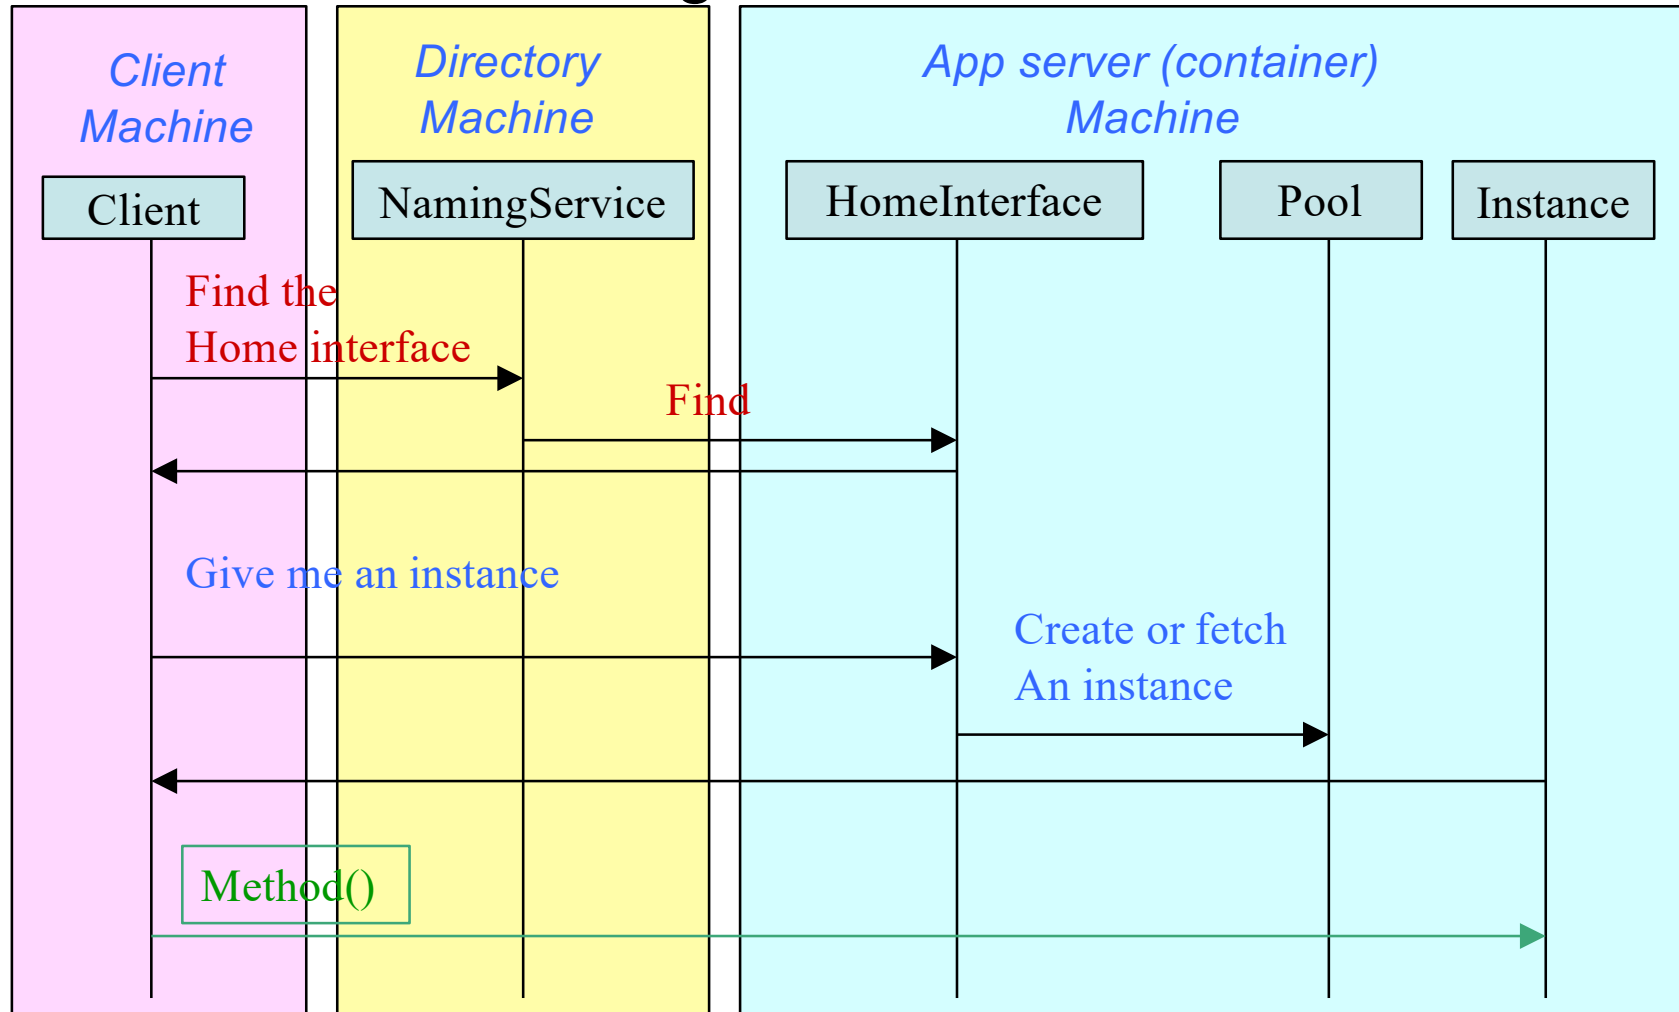 Client
Machine
Directory
Machine
App server (container)
Machine
Client
NamingService
HomeInterface
Pool
Instance
Find the
Home interface
Find
Give me an instance
Create or fetch
An instance
Method()